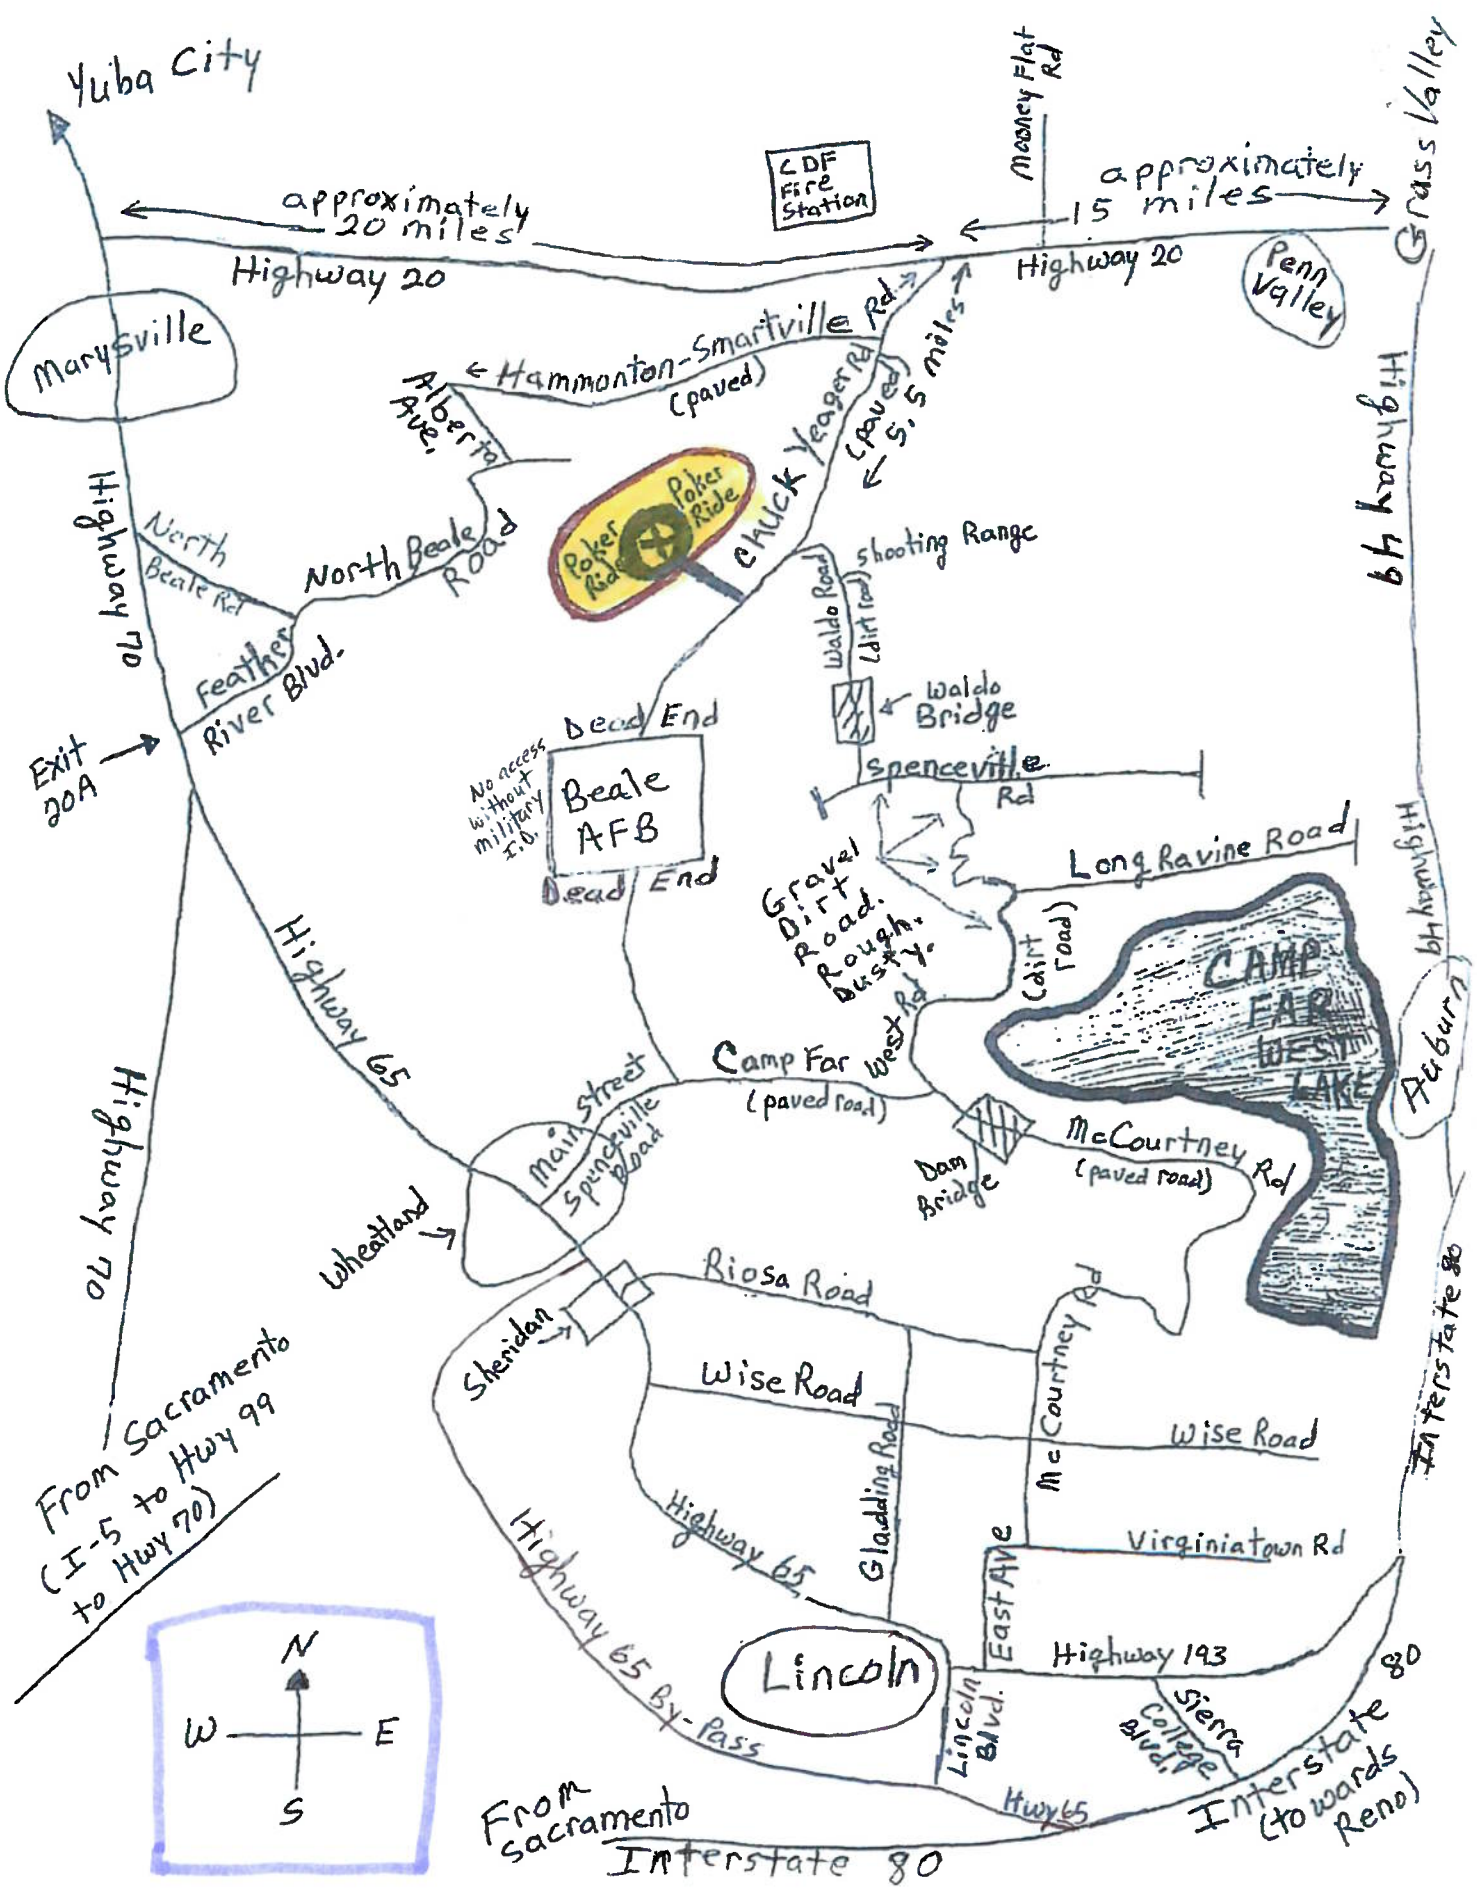 Yuba City
Mooney Flat
Rd
Grass Valley
CDF
Fire
Station
approximately
20 miles
approximately
15 miles
Highway 20
Highway 20
Penn
Valley
Marysville
Hammonton-Smartville Rd
(paved)
Alberta
Ave.
Chuck Yeager Rd
(paved)
5.5 miles
Highway 49
Poker
Ride
Poker
Ride
Highway 70
North
Beale Rd
North Beale
Road
Shooting Range
Waldo Road
(dirt road)
Feather
River Blvd.
Waldo
Bridge
Exit
20A
Dead End
No access
without
military
I.D.
Beale
AFB
Dead End
Spenceville
Rd
Long Ravine Road
Gravel
Dirt
Road.
Rough.
Dusty.
(dirt
road)
Highway 49
CAMP
FAR
WEST
LAKE
Auburn
Highway 65
Camp Far West Rd
(paved road)
Main Street
Spenceville
Road
Dam
Bridge
McCourtney Rd
(paved road)
Highway 70
Wheatland
Sheridan
Riosa Road
Wise Road
Wise Road
McCourtney Rd
Interstate 80
From Sacramento
(I-5 to Hwy 99
to Hwy 70)
Highway 65
Gladding Road
East Ave
Virginiatown Rd
Highway 65 By-Pass
Lincoln
Highway 193
Lincoln
Blvd.
Sierra
College
Blvd.
N
W E
S
From
Sacramento
Interstate 80
Hwy 65
Interstate 80
(towards
Reno)